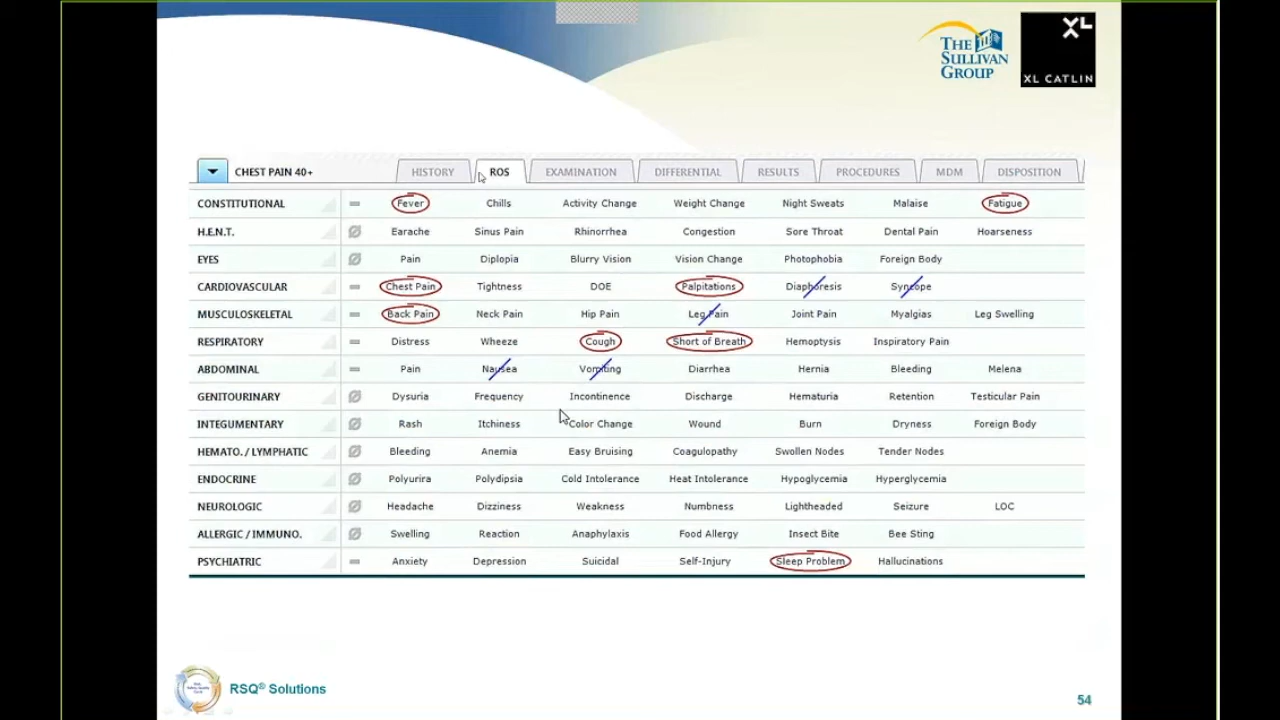 THE
SULLIVAN
GROUP
XL
XL CATLIN
CHEST PAIN 40+ HISTORY ROS EXAMINATION DIFFERENTIAL RESULTS PROCEDURES MDM DISPOSITION
CONSTITUTIONAL Fever Chills Activity Change Weight Change Night Sweats Malaise Fatigue
H.E.N.T. Earache Sinus Pain Rhinorrhea Congestion Sore Throat Dental Pain Hoarseness
EYES Pain Diplopia Blurry Vision Vision Change Photophobia Foreign Body
CARDIOVASCULAR Chest Pain Tightness DOE Palpitations Diaphoresis Syncope
MUSCULOSKELETAL Back Pain Neck Pain Hip Pain Leg Pain Joint Pain Myalgias Leg Swelling
RESPIRATORY Distress Wheeze Cough Short of Breath Hemoptysis Inspiratory Pain
ABDOMINAL Pain Nausea Vomiting Diarrhea Hernia Bleeding Melena
GENITOURINARY Dysuria Frequency Incontinence Discharge Hematuria Retention Testicular Pain
INTEGUMENTARY Rash Itchiness Color Change Wound Burn Dryness Foreign Body
HEMATO. / LYMPHATIC Bleeding Anemia Easy Bruising Coagulopathy Swollen Nodes Tender Nodes
ENDOCRINE Polyurira Polydipsia Cold Intolerance Heat Intolerance Hypoglycemia Hyperglycemia
NEUROLOGIC Headache Dizziness Weakness Numbness Lightheaded Seizure LOC
ALLERGIC / IMMUNO. Swelling Reaction Anaphylaxis Food Allergy Insect Bite Bee Sting
PSYCHIATRIC Anxiety Depression Suicidal Self-Injury Sleep Problem Hallucinations
RSQ® Solutions
54